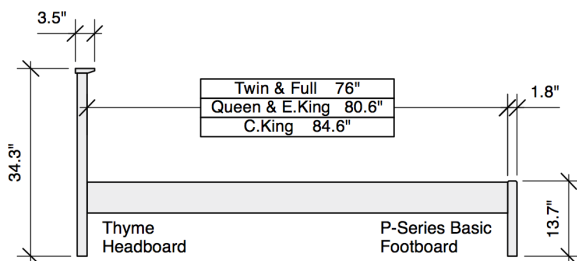 3.5"
Twin & Full 76"
Queen & E.King 80.6"
C.King 84.6"
1.8"
34.3"
Thyme
Headboard
P-Series Basic
Footboard
13.7"